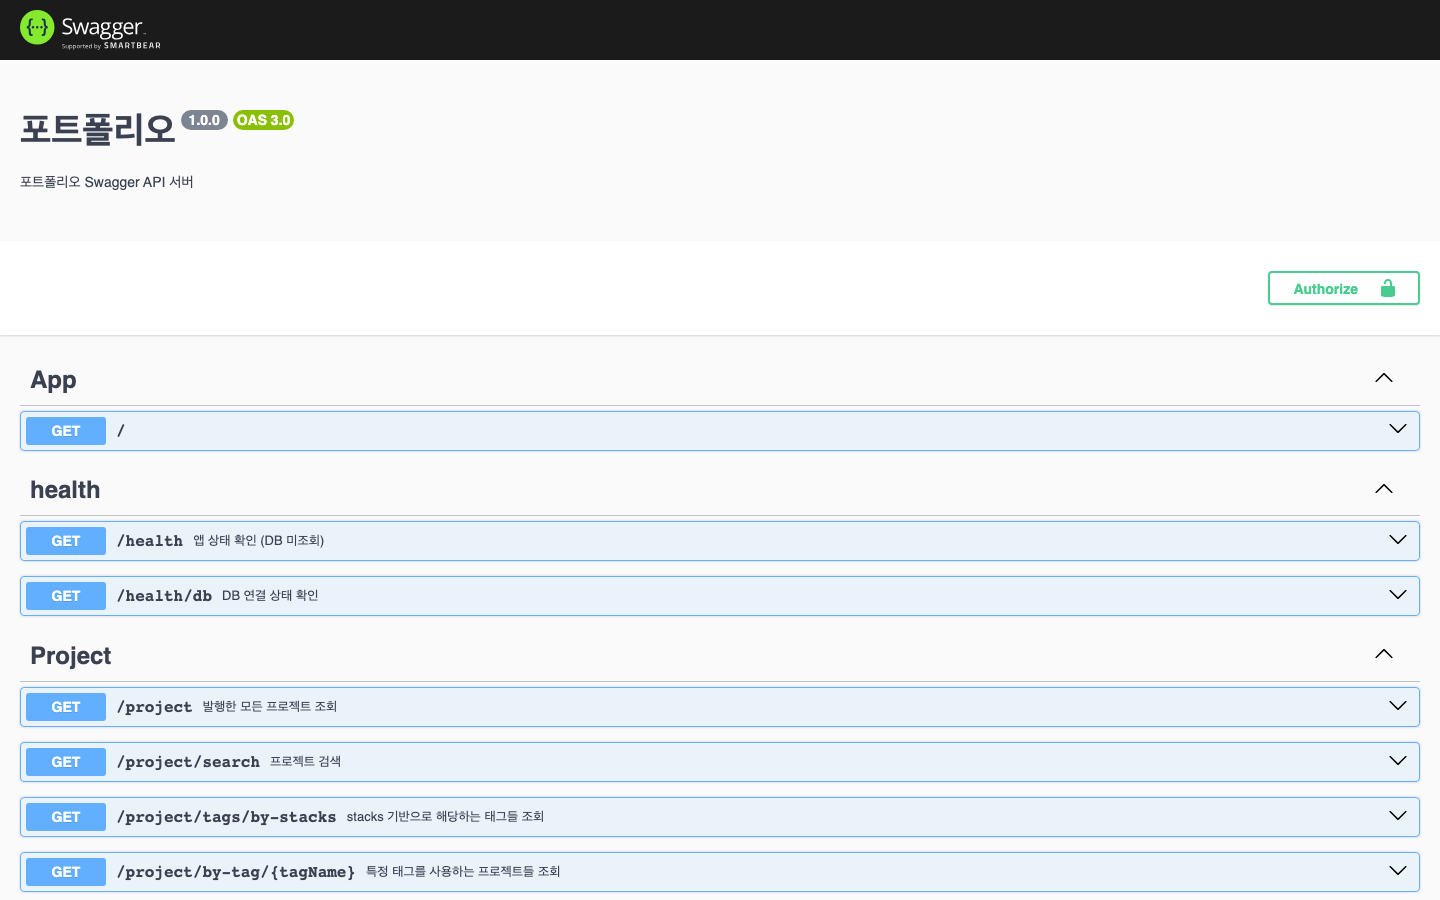 {···} Swagger
Supported by SMARTBEAR
포트폴리오 1.0.0 OAS 3.0
포트폴리오 Swagger API 서버
Authorize
App
GET /
health
GET /health 앱 상태 확인 (DB 미조회)
GET /health/db DB 연결 상태 확인
Project
GET /project 발행한 모든 프로젝트 조회
GET /project/search 프로젝트 검색
GET /project/tags/by-stacks stacks 기반으로 해당하는 태그들 조회
GET /project/by-tag/{tagName} 특정 태그를 사용하는 프로젝트들 조회